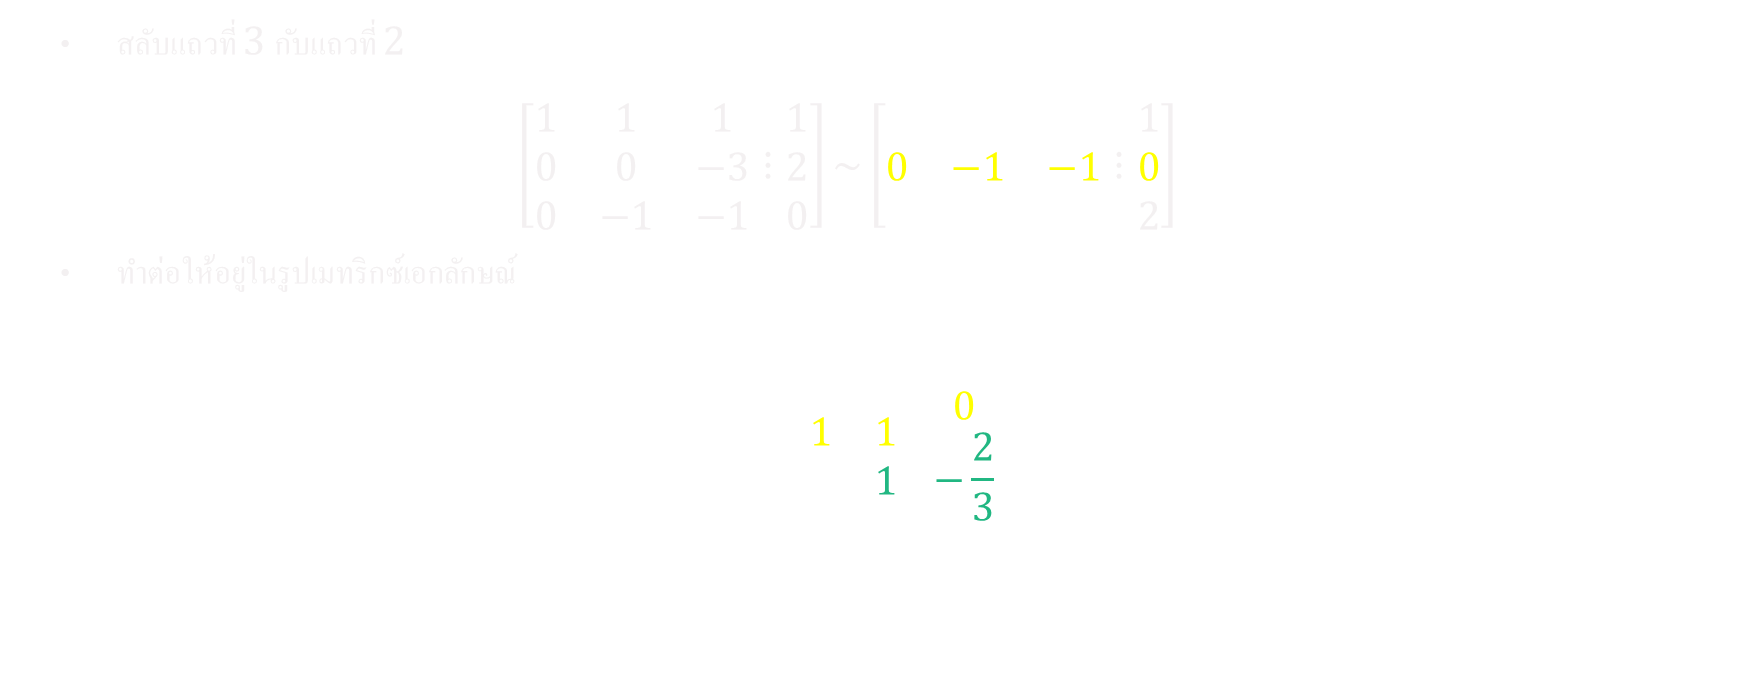 • สลับแถวที่ 3 กับแถวที่ 2
[1 1 1 1
0 0 −3 ⋮ 2
0 −1 −1 0] ~ [1
0 −1 −1 ⋮ 0
2]
• ทำต่อให้อยู่ในรูปเมทริกซ์เอกลักษณ์
1 1 0
1 −2/3